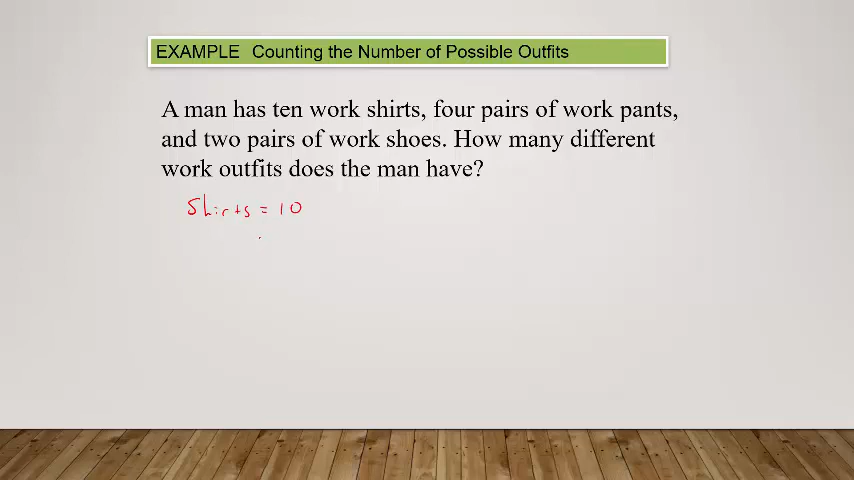 EXAMPLE Counting the Number of Possible Outfits
A man has ten work shirts, four pairs of work pants,
and two pairs of work shoes. How many different
work outfits does the man have?
Shirts = 10